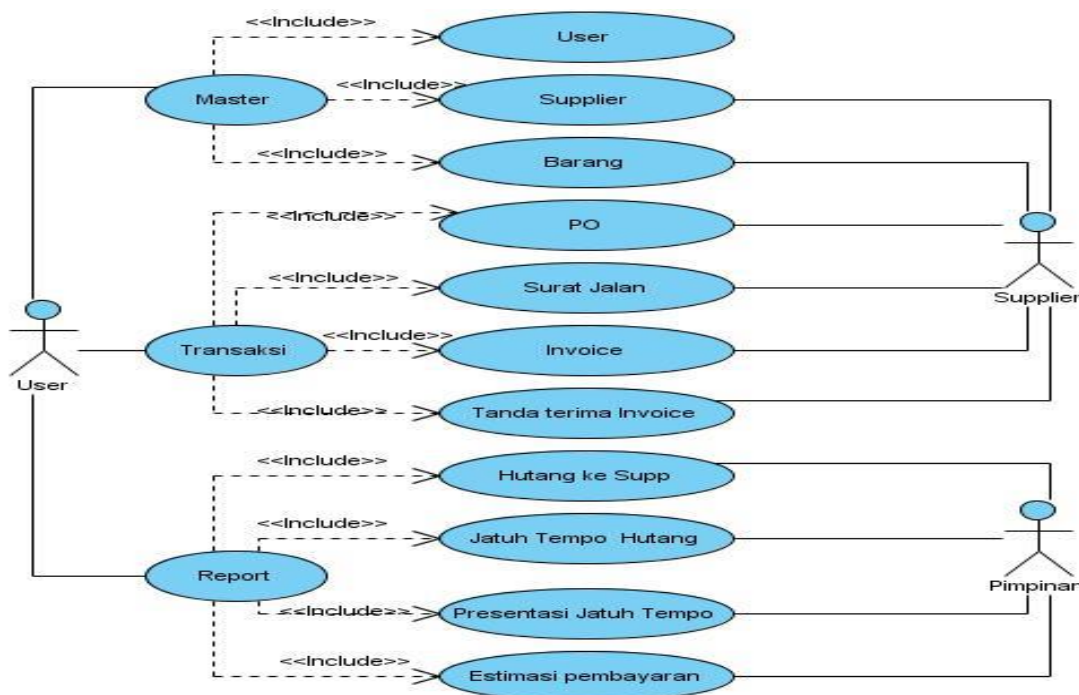 <<Include>>
User
<<Include>>
Master
Supplier
<<Include>>
Barang
<<Include>>
PO
<<Include>>
Surat Jalan
Supplier
<<Include>>
Transaksi
Invoice
User
<<Include>>
Tanda terima Invoice
<<Include>>
Hutang ke Supp
<<Include>>
Jatuh Tempo Hutang
Report
Pimpinan
<<Include>>
Presentasi Jatuh Tempo
<<Include>>
Estimasi pembayaran